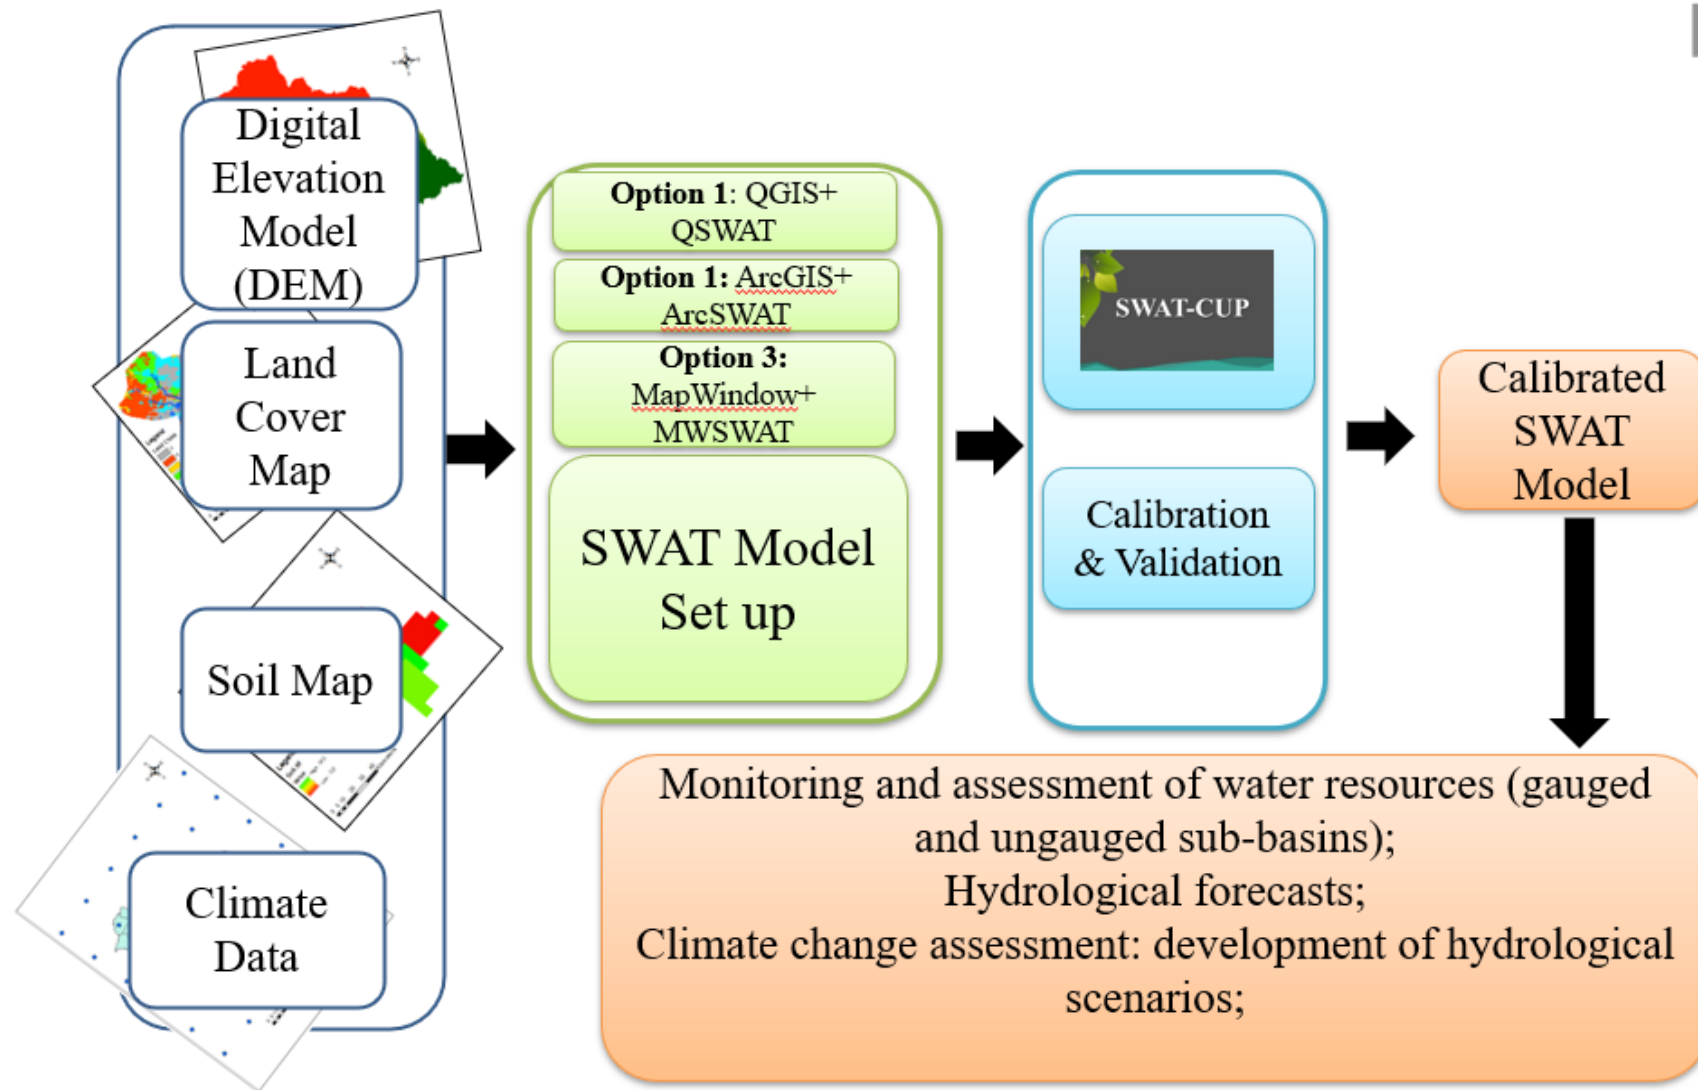 Digital
Elevation
Model
(DEM)
Land
Cover
Map
Soil Map
Climate
Data
Option 1: QGIS+
QSWAT
Option 1: ArcGIS+
ArcSWAT
Option 3:
MapWindow+
MWSWAT
SWAT Model
Set up
SWAT-CUP
Calibration
& Validation
Calibrated
SWAT
Model
Monitoring and assessment of water resources (gauged
and ungauged sub-basins);
Hydrological forecasts;
Climate change assessment: development of hydrological
scenarios;